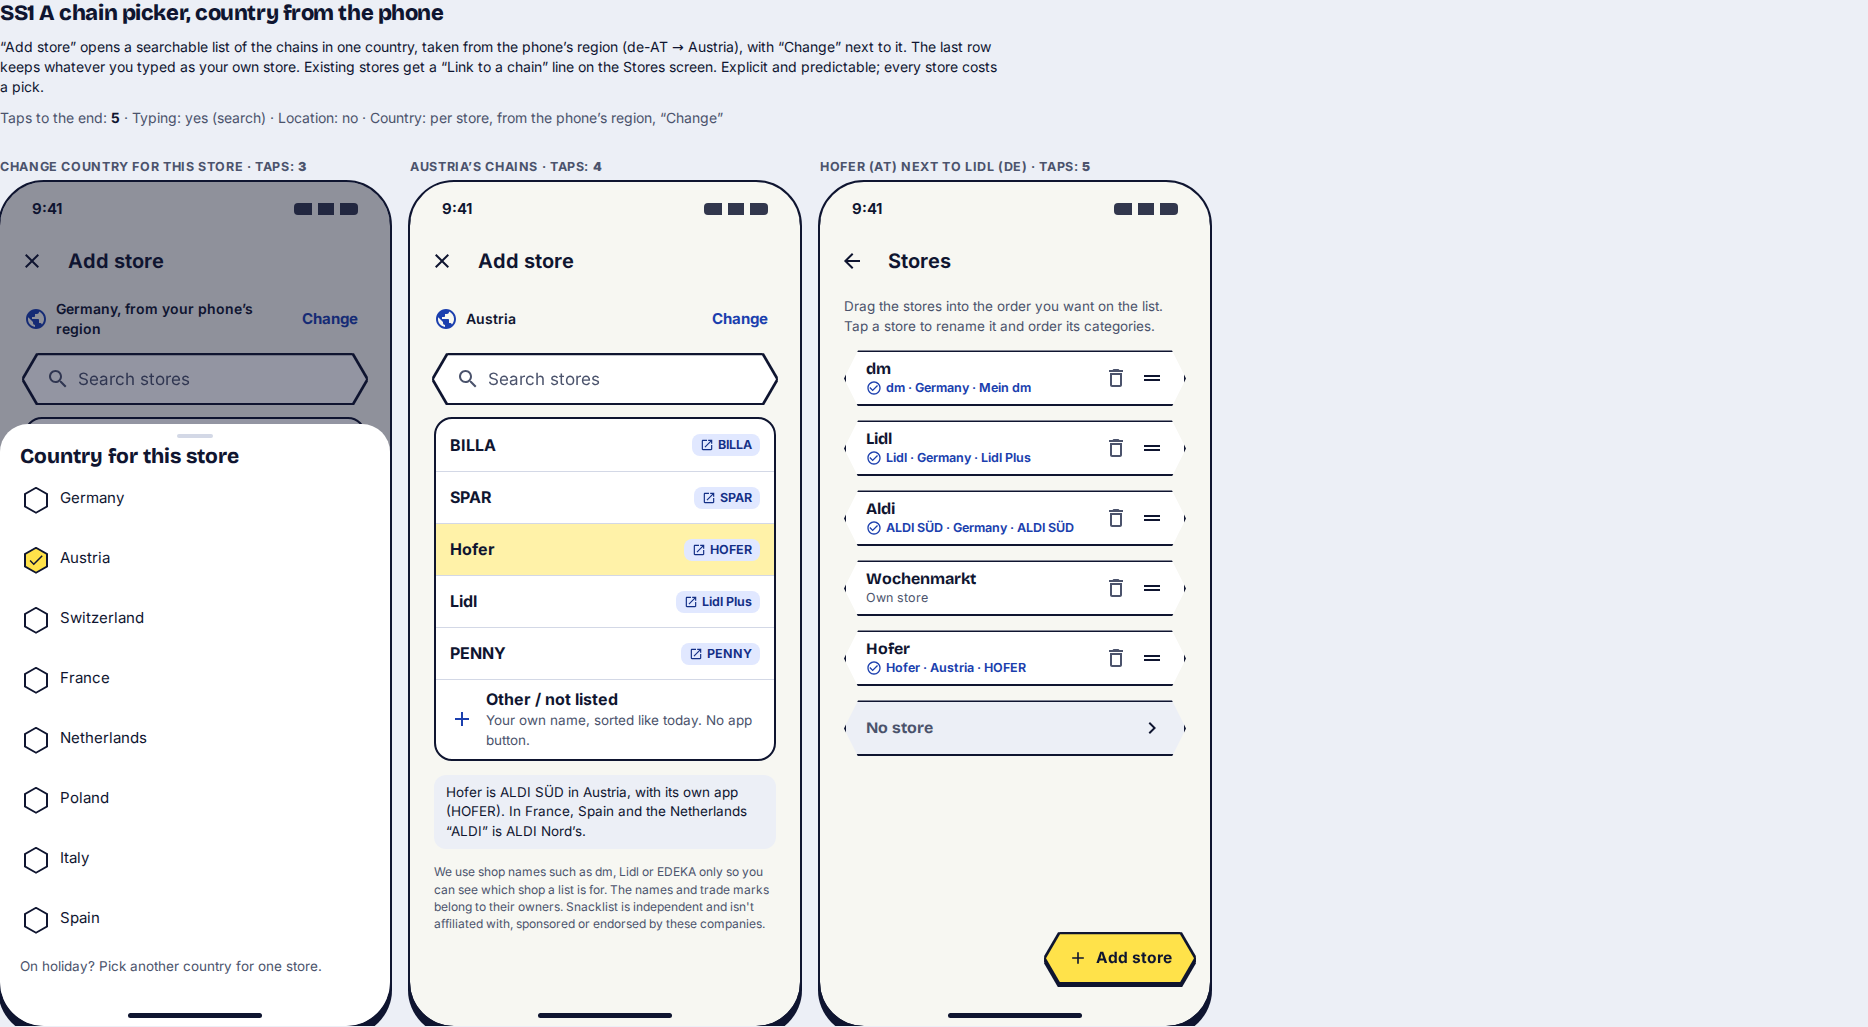 SS1 A chain picker, country from the phone
“Add store” opens a searchable list of the chains in one country, taken from the phone’s region (de-AT → Austria), with “Change” next to it. The last row
keeps whatever you typed as your own store. Existing stores get a “Link to a chain” line on the Stores screen. Explicit and predictable; every store costs
a pick.
Taps to the end: 5 · Typing: yes (search) · Location: no · Country: per store, from the phone’s region, “Change”
CHANGE COUNTRY FOR THIS STORE · TAPS: 3
9:41
Add store
Germany, from your phone’s
region
Change
Search stores
Country for this store
Germany
Austria
Switzerland
France
Netherlands
Poland
Italy
Spain
On holiday? Pick another country for one store.
AUSTRIA’S CHAINS · TAPS: 4
9:41
Add store
Austria
Change
Search stores
BILLA
BILLA
SPAR
SPAR
Hofer
HOFER
Lidl
Lidl Plus
PENNY
PENNY
Other / not listed
Your own name, sorted like today. No app
button.
Hofer is ALDI SÜD in Austria, with its own app
(HOFER). In France, Spain and the Netherlands
“ALDI” is ALDI Nord’s.
We use shop names such as dm, Lidl or EDEKA only so you
can see which shop a list is for. The names and trade marks
belong to their owners. Snacklist is independent and isn’t
affiliated with, sponsored or endorsed by these companies.
HOFER (AT) NEXT TO LIDL (DE) · TAPS: 5
9:41
Stores
Drag the stores into the order you want on the list.
Tap a store to rename it and order its categories.
dm
dm · Germany · Mein dm
Lidl
Lidl · Germany · Lidl Plus
Aldi
ALDI SÜD · Germany · ALDI SÜD
Wochenmarkt
Own store
Hofer
Hofer · Austria · HOFER
No store
Add store